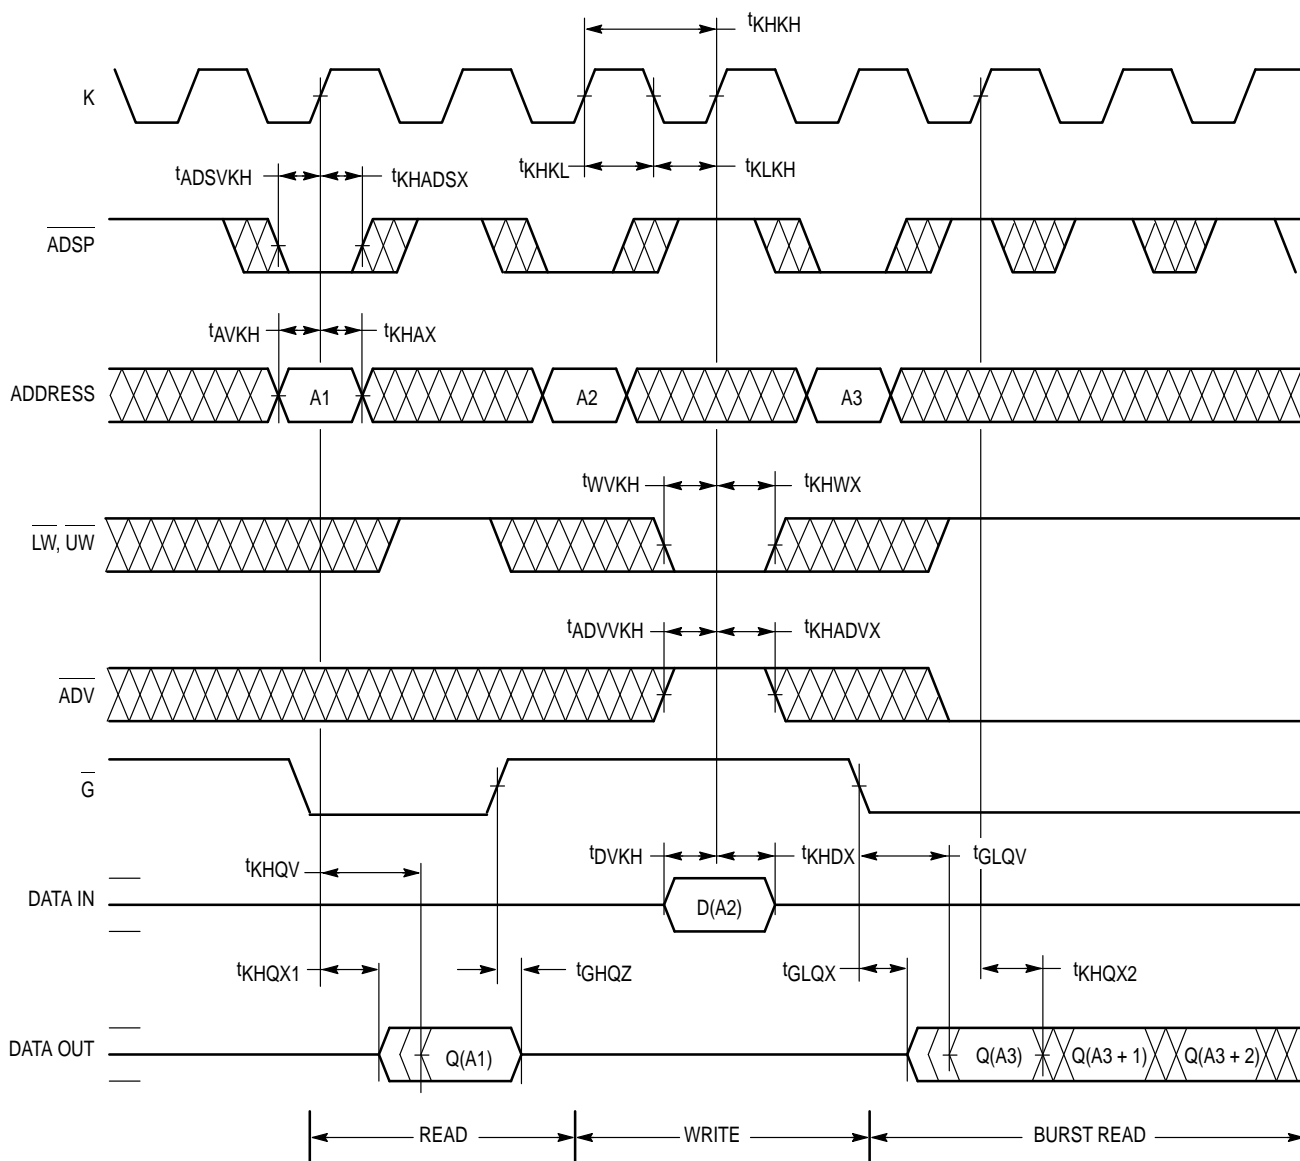 tKHKH
K
tKHKL
tKLKH
tADSVKH
tKHADSX
ADSP
tAVKH
tKHAX
ADDRESS
A1
A2
A3
tWVKH
tKHWX
LW, UW
tADVVKH
tKHADVX
ADV
G
tKHQV
tDVKH
tKHDX
tGLQV
DATA IN
D(A2)
tKHQX1
tGHQZ
tGLQX
tKHQX2
DATA OUT
Q(A1)
Q(A3)
Q(A3 + 1)
Q(A3 + 2)
READ
WRITE
BURST READ